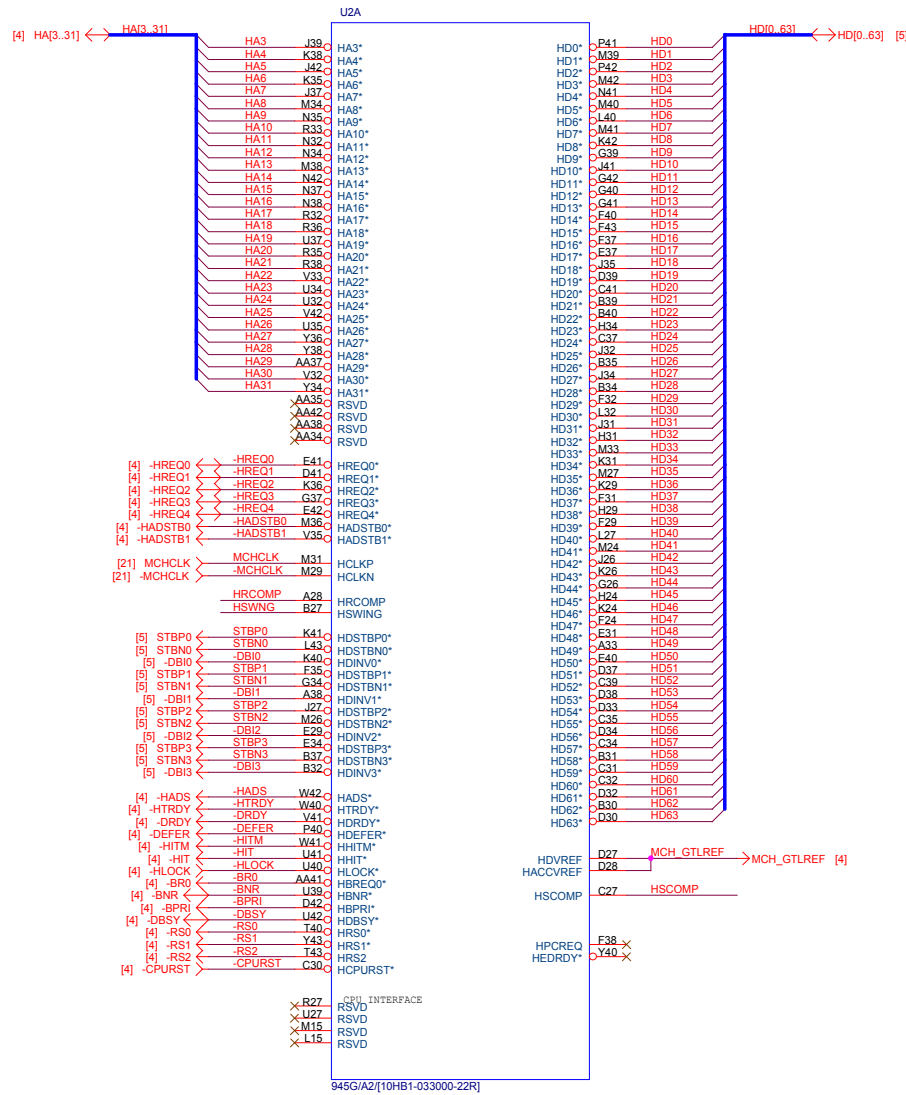 U2A
[4] HA[3..31] HA[3..31] HD[0..63] HD[0..63] [5]
HA3 J39 HA3* HD0* P41 HD0
HA4 K38 HA4* HD1* M39 HD1
HA5 J42 HA5* HD2* P42 HD2
HA6 K35 HA6* HD3* M42 HD3
HA7 J37 HA7* HD4* N41 HD4
HA8 M34 HA8* HD5* M40 HD5
HA9 N35 HA9* HD6* L40 HD6
HA10 R33 HA10* HD7* M41 HD7
HA11 N32 HA11* HD8* K42 HD8
HA12 N34 HA12* HD9* G39 HD9
HA13 M38 HA13* HD10* J41 HD10
HA14 N42 HA14* HD11* G42 HD11
HA15 N37 HA15* HD12* G40 HD12
HA16 N38 HA16* HD13* G41 HD13
HA17 R32 HA17* HD14* F40 HD14
HA18 R36 HA18* HD15* F43 HD15
HA19 U37 HA19* HD16* F37 HD16
HA20 R35 HA20* HD17* E37 HD17
HA21 R38 HA21* HD18* J35 HD18
HA22 V33 HA22* HD19* D39 HD19
HA23 U34 HA23* HD20* C41 HD20
HA24 U32 HA24* HD21* B39 HD21
HA25 V42 HA25* HD22* B40 HD22
HA26 U35 HA26* HD23* H34 HD23
HA27 Y36 HA27* HD24* C37 HD24
HA28 Y38 HA28* HD25* J32 HD25
HA29 AA37 HA29* HD26* B35 HD26
HA30 V32 HA30* HD27* J34 HD27
HA31 Y34 HA31* HD28* B34 HD28
AA35 RSVD HD29* F32 HD29
AA42 RSVD HD30* L32 HD30
AA38 RSVD HD31* J31 HD31
AA34 RSVD HD32* H31 HD32
HD33* M33 HD33
[4] -HREQ0 -HREQ0 E41 HREQ0* HD34* K31 HD34
[4] -HREQ1 -HREQ1 D41 HREQ1* HD35* M27 HD35
[4] -HREQ2 -HREQ2 K36 HREQ2* HD36* K29 HD36
[4] -HREQ3 -HREQ3 G37 HREQ3* HD37* F31 HD37
[4] -HREQ4 -HREQ4 E42 HREQ4* HD38* H29 HD38
[4] -HADSTB0 -HADSTB0 M36 HADSTB0* HD39* F29 HD39
[4] -HADSTB1 -HADSTB1 V35 HADSTB1* HD40* L27 HD40
HD41* M24 HD41
[21] MCHCLK MCHCLK M31 HCLKP HD42* J26 HD42
[21] -MCHCLK -MCHCLK M29 HCLKN HD43* K26 HD43
HD44* G26 HD44
HRCOMP A28 HRCOMP HD45* H24 HD45
HSWNG B27 HSWING HD46* K24 HD46
HD47* F24 HD47
[5] STBP0 STBP0 K41 HDSTBP0* HD48* E31 HD48
[5] STBN0 STBN0 L43 HDSTBN0* HD49* A33 HD49
[5] -DBI0 -DBI0 K40 HDINV0* HD50* E40 HD50
[5] STBP1 STBP1 F35 HDSTBP1* HD51* D37 HD51
[5] STBN1 STBN1 G34 HDSTBN1* HD52* C39 HD52
[5] -DBI1 -DBI1 A38 HDINV1* HD53* D38 HD53
[5] STBP2 STBP2 J27 HDSTBP2* HD54* D33 HD54
[5] STBN2 STBN2 M26 HDSTBN2* HD55* C35 HD55
[5] -DBI2 -DBI2 E29 HDINV2* HD56* D34 HD56
[5] STBP3 STBP3 E34 HDSTBP3* HD57* C34 HD57
[5] STBN3 STBN3 B37 HDSTBN3* HD58* B31 HD58
[5] -DBI3 -DBI3 B32 HDINV3* HD59* C31 HD59
HD60* C32 HD60
[4] -HADS -HADS W42 HADS* HD61* D32 HD61
[4] -HTRDY -HTRDY W40 HTRDY* HD62* B30 HD62
[4] -DRDY -DRDY V41 HDRDY* HD63* D30 HD63
[4] -DEFER -DEFER P40 HDEFER*
[4] -HITM -HITM W41 HHITM*
[4] -HIT -HIT U41 HHIT* HDVREF D27 MCH_GTLREF MCH_GTLREF [4]
[4] -HLOCK -HLOCK U40 HLOCK* HACCVREF D28
[4] -BR0 -BR0 AA41 HBREQ0*
[4] -BNR -BNR U39 HBNR* HSCOMP C27 HSCOMP
[4] -BPRI -BPRI D42 HBPRI*
[4] -DBSY -DBSY U42 HDBSY*
[4] -RS0 -RS0 T40 HRS0*
[4] -RS1 -RS1 Y43 HRS1* HPCREQ F38
[4] -RS2 -RS2 T43 HRS2 HEDRDY* Y40
[4] -CPURST -CPURST C30 HCPURST*
CPU INTERFACE
R27 RSVD
U27 RSVD
M15 RSVD
L15 RSVD
945G/A2/[10HB1-033000-22R]